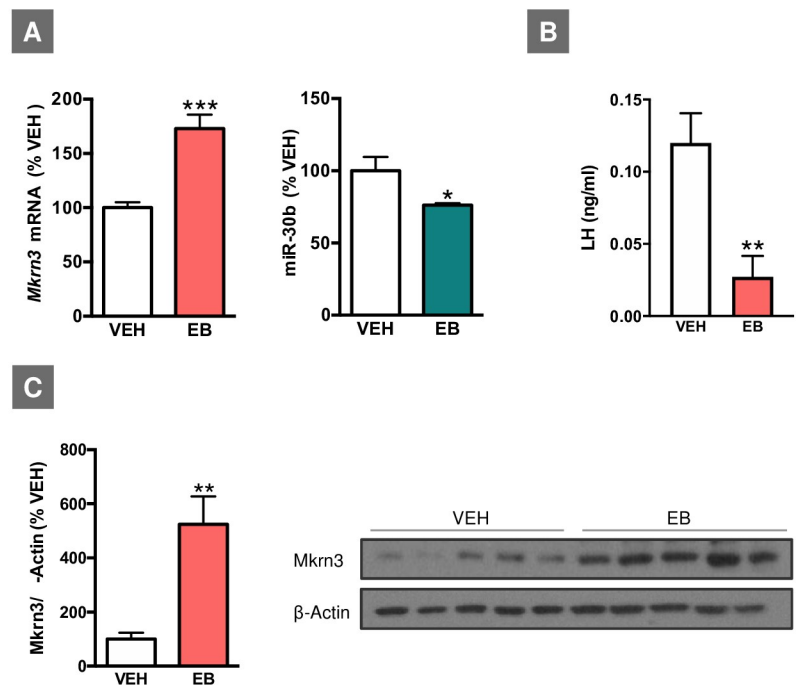 A
B
Mkrn3 mRNA (% VEH )
200
150
100
50
0
***
VEH
EB
miR-30b (% VEH)
150
100
50
0
*
VEH
EB
LH (ng/ml)
0.15
0.10
0.05
0.00
**
VEH
EB
C
Mkrn3/ -Actin (% VEH)
800
600
400
200
0
**
VEH
EB
VEH
EB
Mkrn3
β-Actin